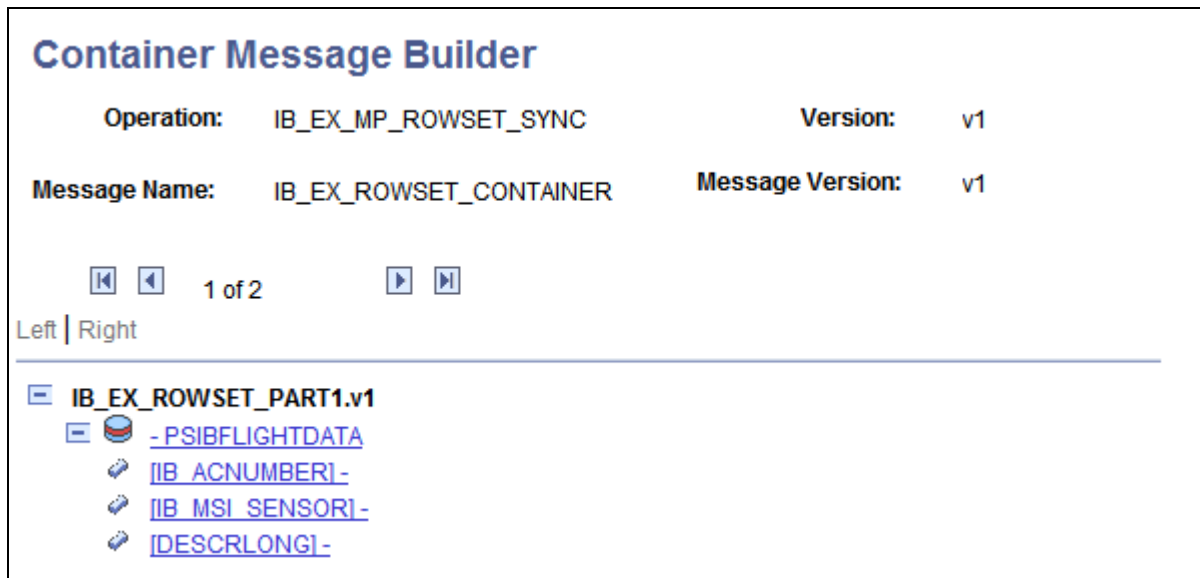 Container Message Builder
Operation: IB_EX_MP_ROWSET_SYNC Version: v1
Message Name: IB_EX_ROWSET_CONTAINER Message Version: v1
1 of 2
Left | Right
IB_EX_ROWSET_PART1.v1
- PSIBFLIGHTDATA
[IB_ACNUMBER] -
[IB_MSI_SENSOR] -
[DESCRLONG] -